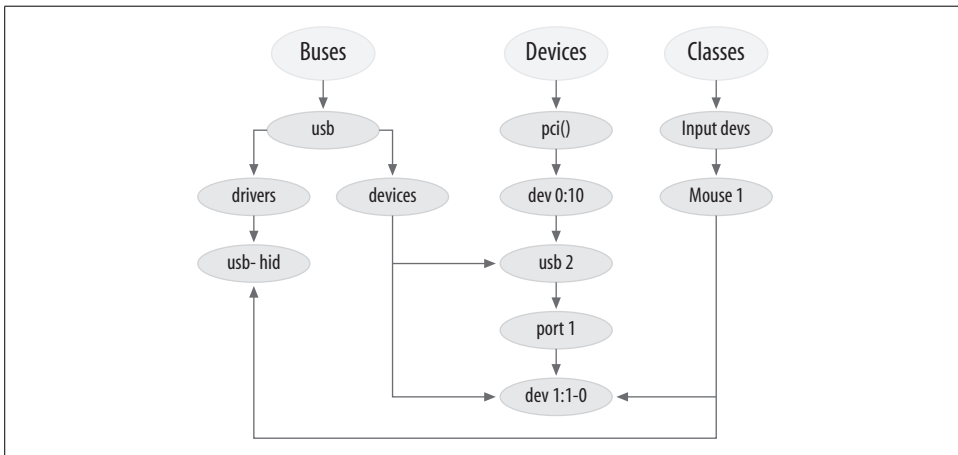 Buses Devices Classes
usb pci() Input devs
drivers devices dev 0:10 Mouse 1
usb- hid usb 2
port 1
dev 1:1-0